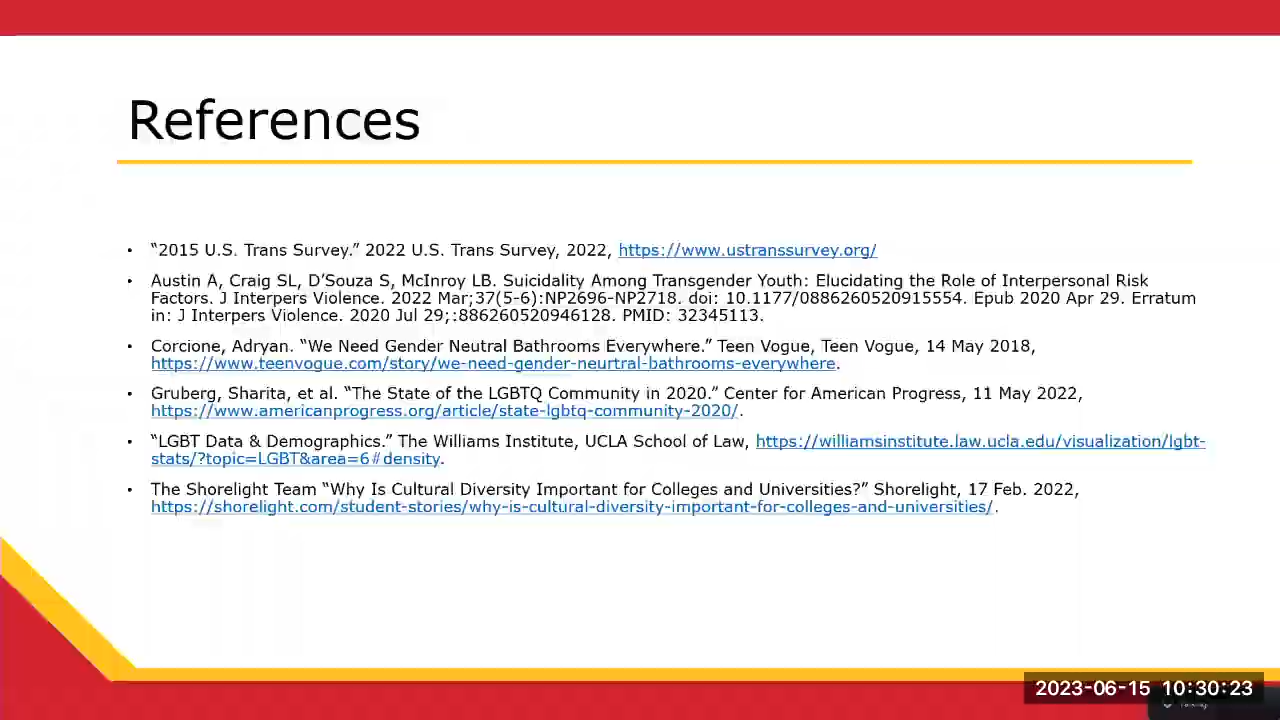 References
• “2015 U.S. Trans Survey.” 2022 U.S. Trans Survey, 2022, https://www.ustranssurvey.org/
• Austin A, Craig SL, D’Souza S, McInroy LB. Suicidality Among Transgender Youth: Elucidating the Role of Interpersonal Risk
Factors. J Interpers Violence. 2022 Mar;37(5-6):NP2696-NP2718. doi: 10.1177/0886260520915554. Epub 2020 Apr 29. Erratum
in: J Interpers Violence. 2020 Jul 29;:886260520946128. PMID: 32345113.
• Corcione, Adryan. “We Need Gender Neutral Bathrooms Everywhere.” Teen Vogue, Teen Vogue, 14 May 2018,
https://www.teenvogue.com/story/we-need-gender-neurtral-bathrooms-everywhere.
• Gruberg, Sharita, et al. “The State of the LGBTQ Community in 2020.” Center for American Progress, 11 May 2022,
https://www.americanprogress.org/article/state-lgbtq-community-2020/.
• “LGBT Data & Demographics.” The Williams Institute, UCLA School of Law, https://williamsinstitute.law.ucla.edu/visualization/lgbt-
stats/?topic=LGBT&area=6#density.
• The Shorelight Team “Why Is Cultural Diversity Important for Colleges and Universities?” Shorelight, 17 Feb. 2022,
https://shorelight.com/student-stories/why-is-cultural-diversity-important-for-colleges-and-universities/.
2023-06-15 10:30:23